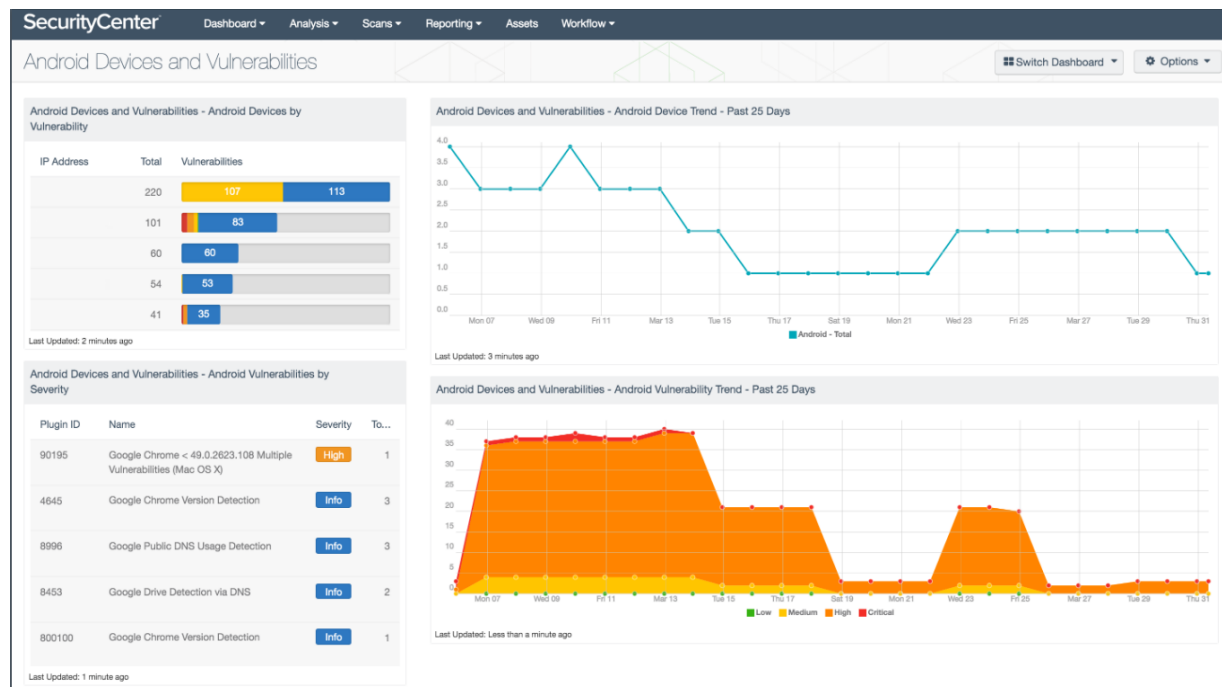 SecurityCenter Dashboard Analysis Scans Reporting Assets Workflow
Android Devices and Vulnerabilities
Switch Dashboard Options
Android Devices and Vulnerabilities - Android Devices by
Vulnerability
IP Address Total Vulnerabilities
220 107 113
101 83
60 60
54 53
41 35
Last Updated: 2 minutes ago
Android Devices and Vulnerabilities - Android Vulnerabilities by
Severity
Plugin ID Name Severity To...
90195 Google Chrome < 49.0.2623.108 Multiple High 1
Vulnerabilities (Mac OS X)
4645 Google Chrome Version Detection Info 3
8996 Google Public DNS Usage Detection Info 3
8453 Google Drive Detection via DNS Info 2
800100 Google Chrome Version Detection Info 1
Last Updated: 1 minute ago
Android Devices and Vulnerabilities - Android Device Trend - Past 25 Days
4.0
3.5
3.0
2.5
2.0
1.5
1.0
0.5
0.0
Mon 07 Wed 09 Fri 11 Mar 13 Tue 15 Thu 17 Sat 19 Mon 21 Wed 23 Fri 25 Mar 27 Tue 29 Thu 31
Android - Total
Last Updated: 3 minutes ago
Android Devices and Vulnerabilities - Android Vulnerability Trend - Past 25 Days
40
35
30
25
20
15
10
5
0
Mon 07 Wed 09 Fri 11 Mar 13 Tue 15 Thu 17 Sat 19 Mon 21 Wed 23 Fri 25 Mar 27 Tue 29 Thu 31
Low Medium High Critical
Last Updated: Less than a minute ago